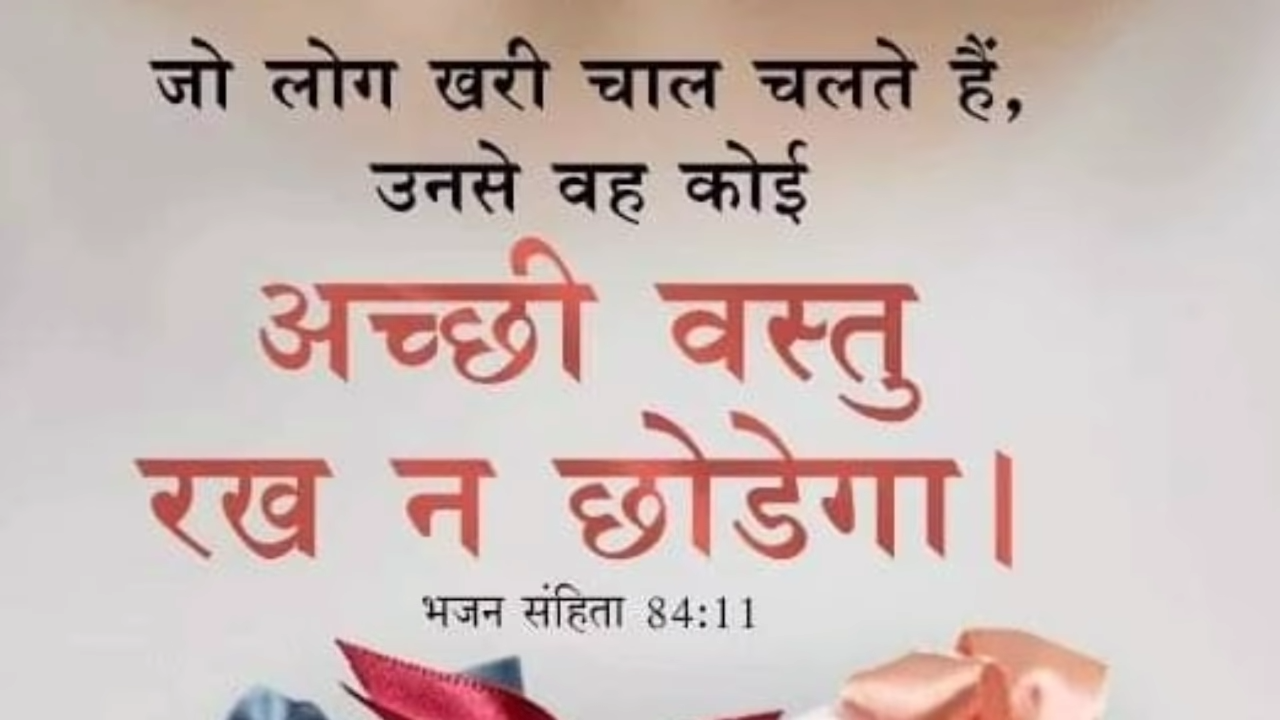 जो लोग खरी चाल चलते हैं,
उनसे वह कोई
अच्छी वस्तु
रख न छोडेगा।
भजन संहिता 84:11